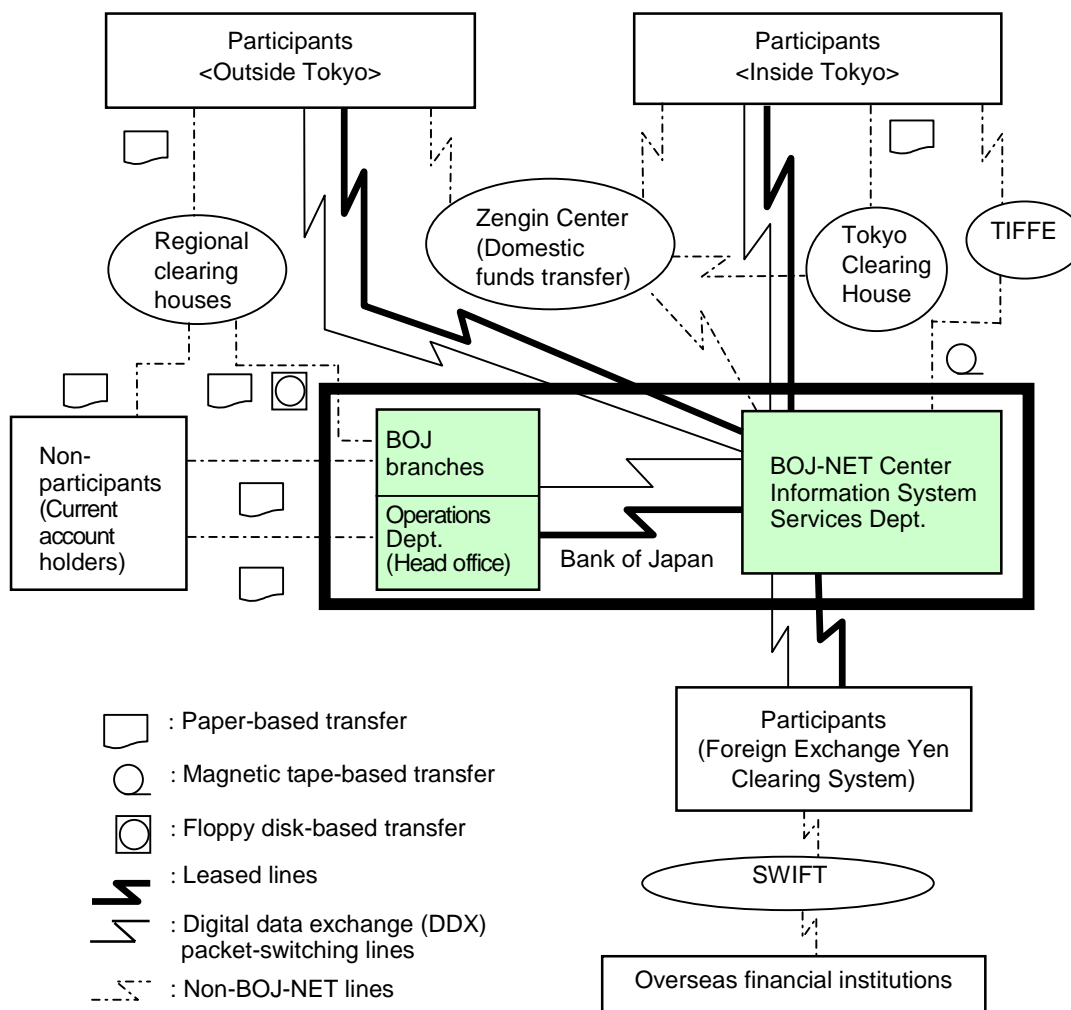 Participants
<Outside Tokyo>
Participants
<Inside Tokyo>
Regional
clearing
houses
Zengin Center
(Domestic
funds transfer)
Tokyo
Clearing
House
TIFFE
Non-
participants
(Current
account
holders)
BOJ
branches
Operations
Dept.
(Head office)
Bank of Japan
BOJ-NET Center
Information System
Services Dept.
Participants
(Foreign Exchange Yen
Clearing System)
SWIFT
Overseas financial institutions
: Paper-based transfer
: Magnetic tape-based transfer
: Floppy disk-based transfer
: Leased lines
: Digital data exchange (DDX)
packet-switching lines
: Non-BOJ-NET lines